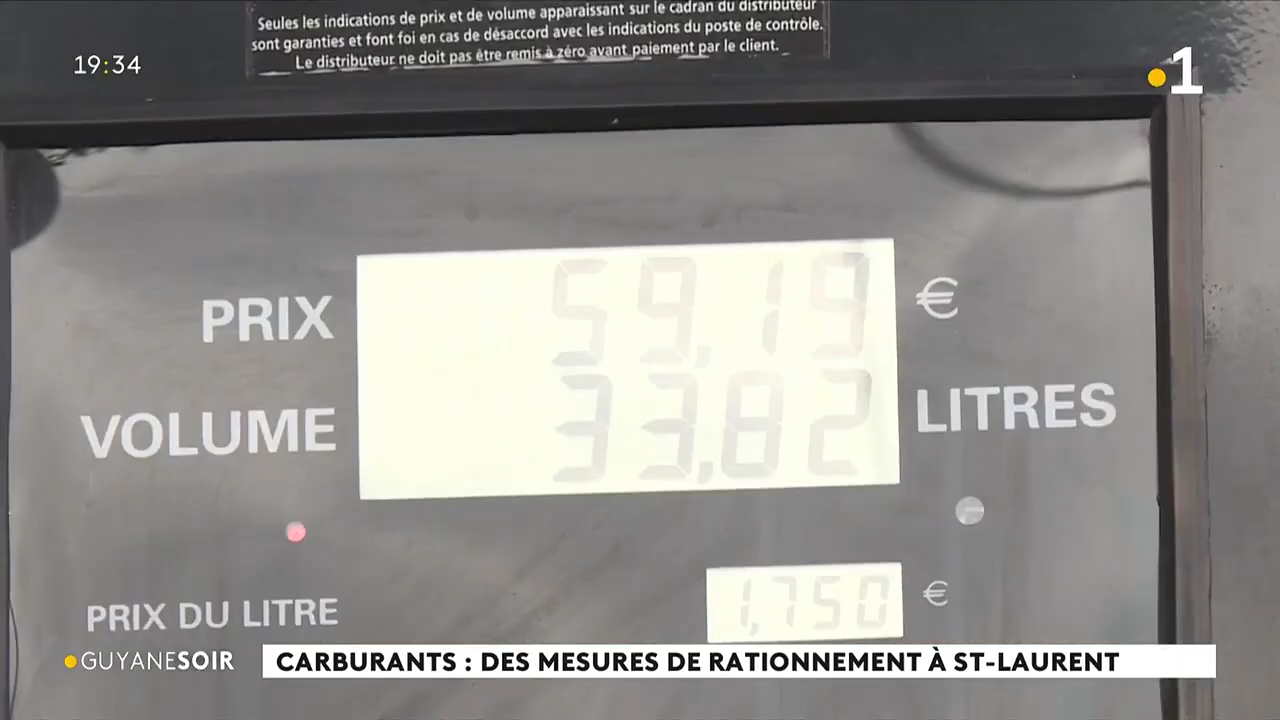 Seules les indications de prix et de volume apparaissant sur le cadran du distributeur
sont garanties et font foi en cas de désaccord avec les indications du poste de contrôle.
Le distributeur ne doit pas être remis à zéro avant paiement par le client.
19:34
1
PRIX 59,19 €
VOLUME 33,82 LITRES
PRIX DU LITRE 1,750 €
GUYANESOIR
CARBURANTS : DES MESURES DE RATIONNEMENT À ST-LAURENT